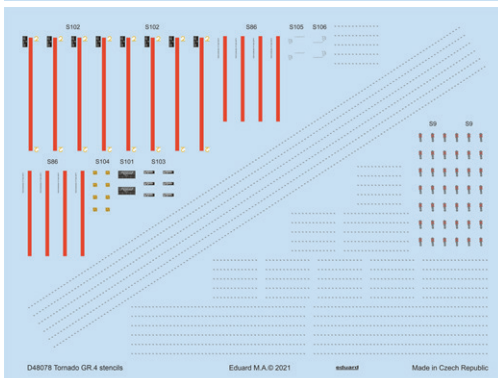 S102 S102 S86 S105 S106
S9 S9
S86 S104 S101 S103
D48078 Tornado GR.4 stencils Eduard M.A.© 2021 eduard Made in Czech Republic